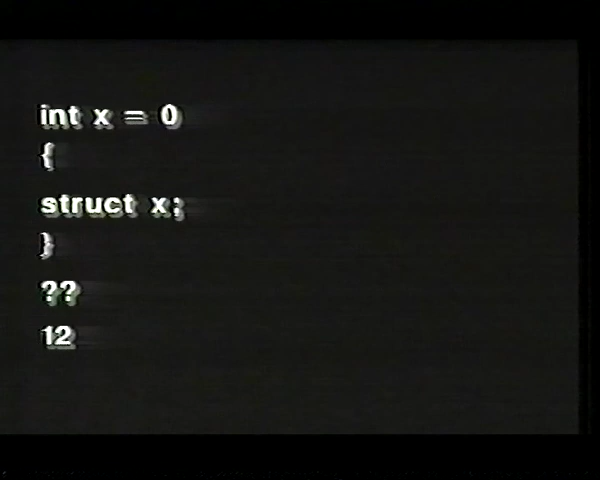 int x = 0
{
struct x;
}
??
12